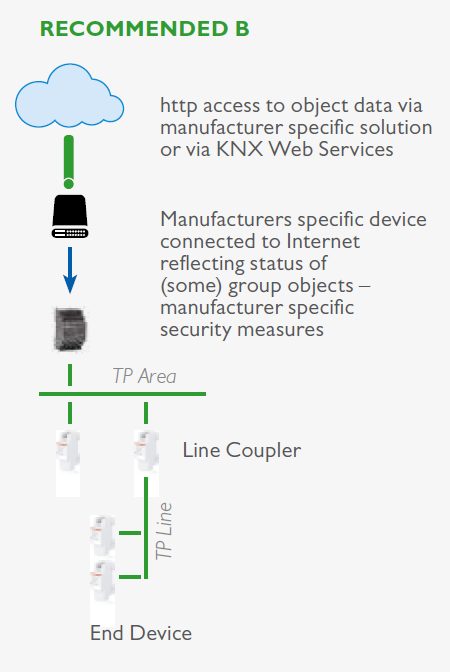 RECOMMENDED B
http access to object data via
manufacturer specific solution
or via KNX Web Services
Manufacturers specific device
connected to Internet
reflecting status of
(some) group objects –
manufacturer specific
security measures
TP Area
Line Coupler
TP Line
End Device